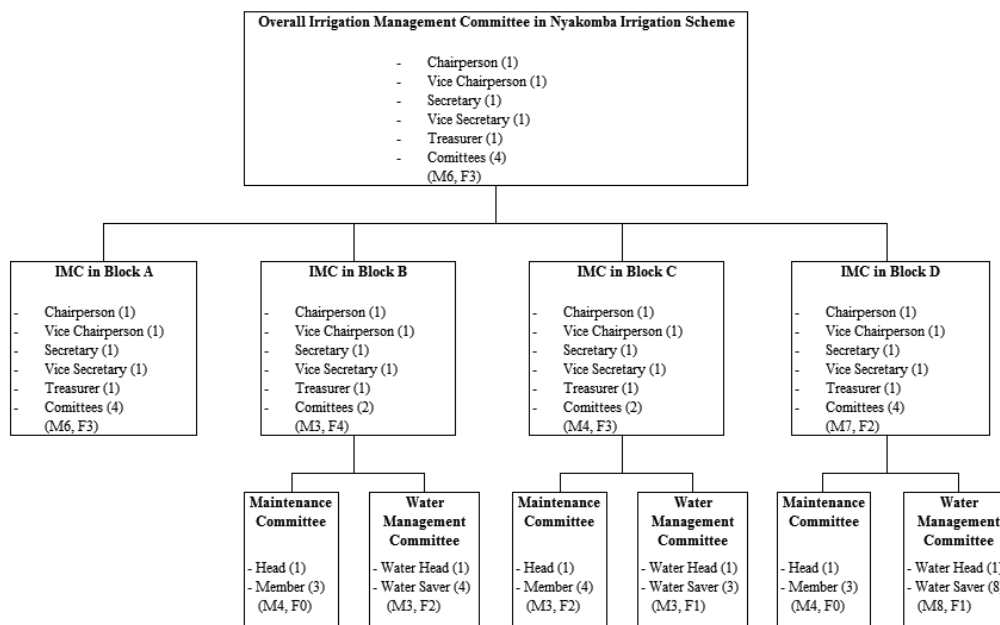 Overall Irrigation Management Committee in Nyakomba Irrigation Scheme
- Chairperson (1)
- Vice Chairperson (1)
- Secretary (1)
- Vice Secretary (1)
- Treasurer (1)
- Comittees (4)
(M6, F3)
IMC in Block A
- Chairperson (1)
- Vice Chairperson (1)
- Secretary (1)
- Vice Secretary (1)
- Treasurer (1)
- Comittees (4)
(M6, F3)
IMC in Block B
- Chairperson (1)
- Vice Chairperson (1)
- Secretary (1)
- Vice Secretary (1)
- Treasurer (1)
- Comittees (2)
(M3, F4)
IMC in Block C
- Chairperson (1)
- Vice Chairperson (1)
- Secretary (1)
- Vice Secretary (1)
- Treasurer (1)
- Comittees (2)
(M4, F3)
IMC in Block D
- Chairperson (1)
- Vice Chairperson (1)
- Secretary (1)
- Vice Secretary (1)
- Treasurer (1)
- Comittees (4)
(M7, F2)
Maintenance
Committee
- Head (1)
- Member (3)
(M4, F0)
Water
Management
Committee
- Water Head (1)
- Water Saver (4)
(M3, F2)
Maintenance
Committee
- Head (1)
- Member (4)
(M3, F2)
Water
Management
Committee
- Water Head (1)
- Water Saver (3)
(M3, F1)
Maintenance
Committee
- Head (1)
- Member (3)
(M4, F0)
Water
Management
Committee
- Water Head (1)
- Water Saver (8)
(M8, F1)